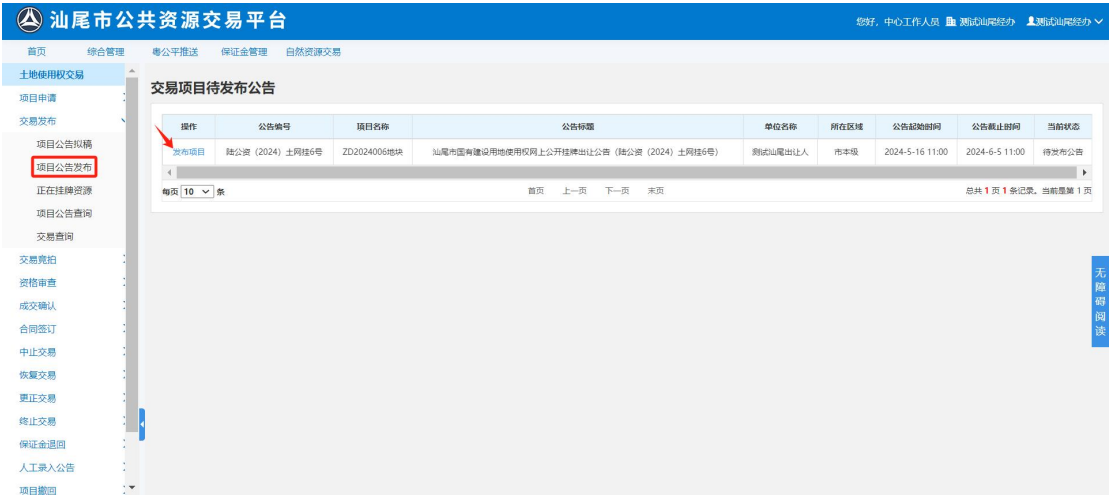 汕尾市公共资源交易平台
您好，中心工作人员 测试汕尾经办 测试汕尾经办
首页 综合管理 粤公平推送 保证金管理 自然资源交易
土地使用权交易
项目申请
交易发布
项目公告拟稿
项目公告发布
正在挂牌资源
项目公告查询
交易查询
交易竞拍
资格审查
成交确认
合同签订
中止交易
恢复交易
更正交易
终止交易
保证金退回
人工录入公告
项目撤回
交易项目待发布公告
操作 公告编号 项目名称 公告标题 单位名称 所在区域 公告起始时间 公告截止时间 当前状态
发布项目 陆公资（2024）土网挂6号 ZD2024006地块 汕尾市国有建设用地使用权网上公开挂牌出让公告（陆公资（2024）土网挂6号） 测试汕尾出让人 市本级 2024-5-16 11:00 2024-6-5 11:00 待发布公告
每页 10 条 首页 上一页 下一页 末页 总共 1 页 1 条记录。当前是第 1 页
无障碍阅读